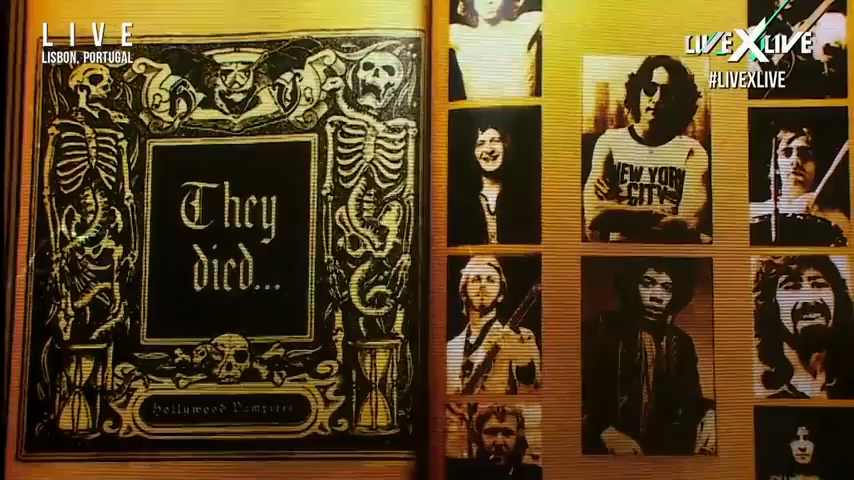 LIVE
LISBON, PORTUGAL
LIVEXLIVE
#LIVEXLIVE
They
died...
Hollywood Vampires
NEW YORK
CITY